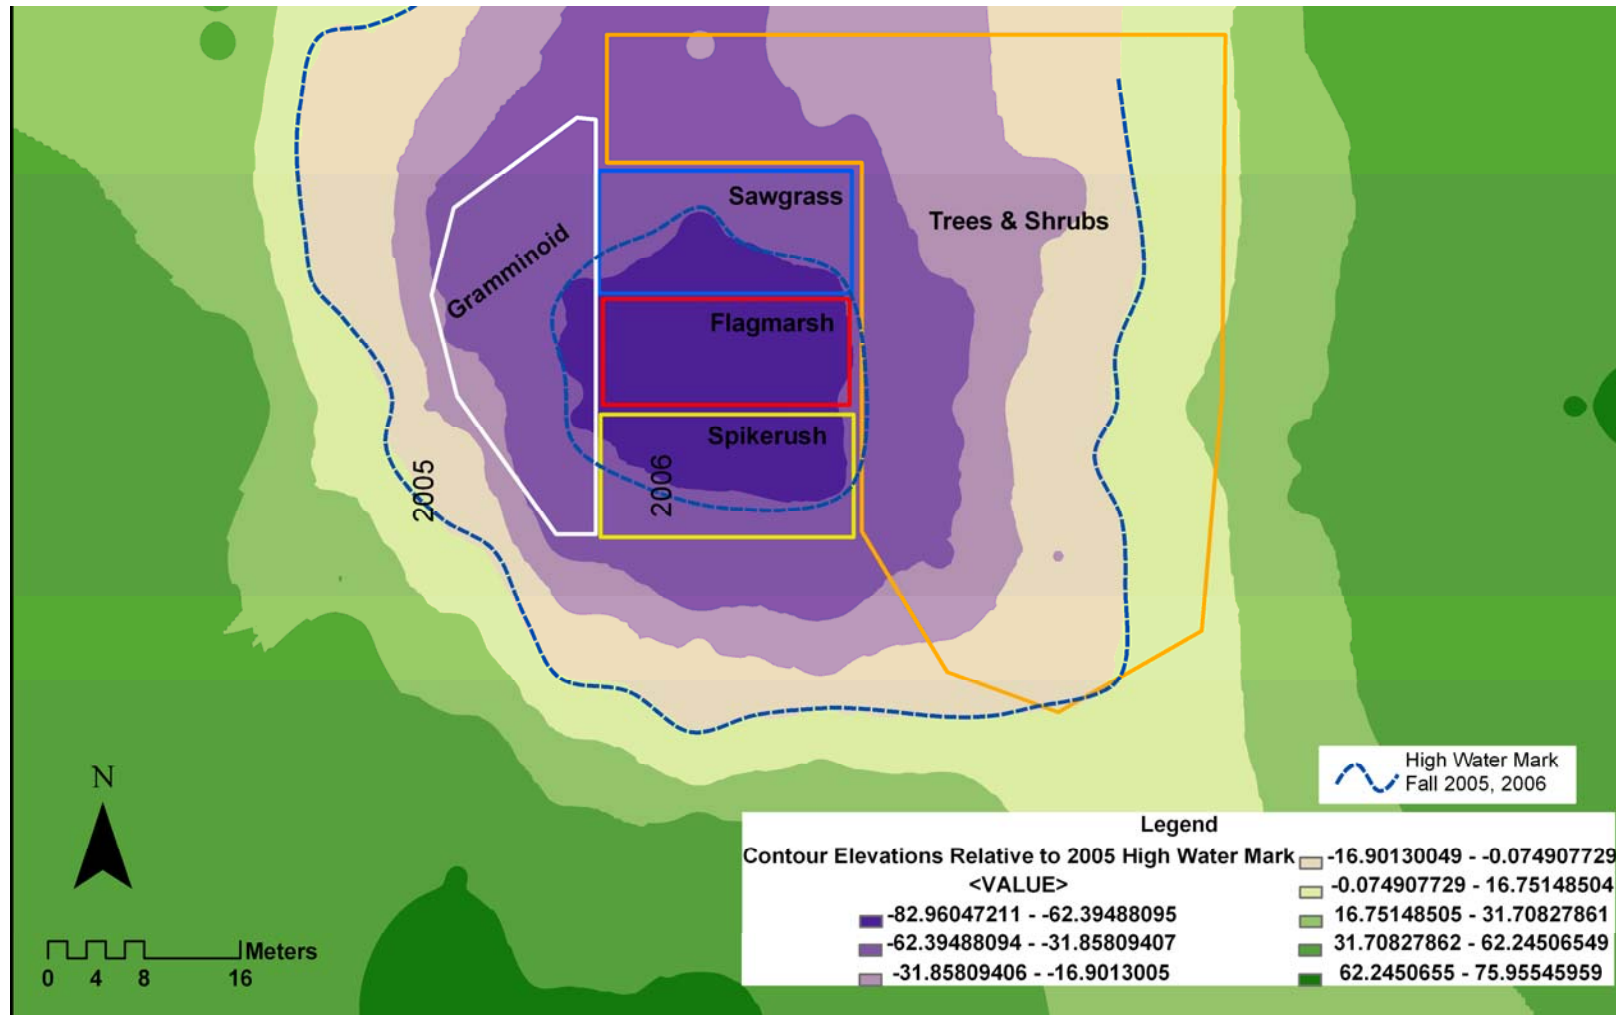 Sawgrass
Trees & Shrubs
Gramminoid
Flagmarsh
Spikerush
2005
2006
N
High Water Mark
Fall 2005, 2006
Legend
Contour Elevations Relative to 2005 High Water Mark
<VALUE>
-82.96047211 - -62.39488095
-62.39488094 - -31.85809407
-31.85809406 - -16.9013005
-16.90130049 - -0.074907729
-0.074907729 - 16.75148504
16.75148505 - 31.70827861
31.70827862 - 62.24506549
62.2450655 - 75.95545959
Meters
0 4 8 16